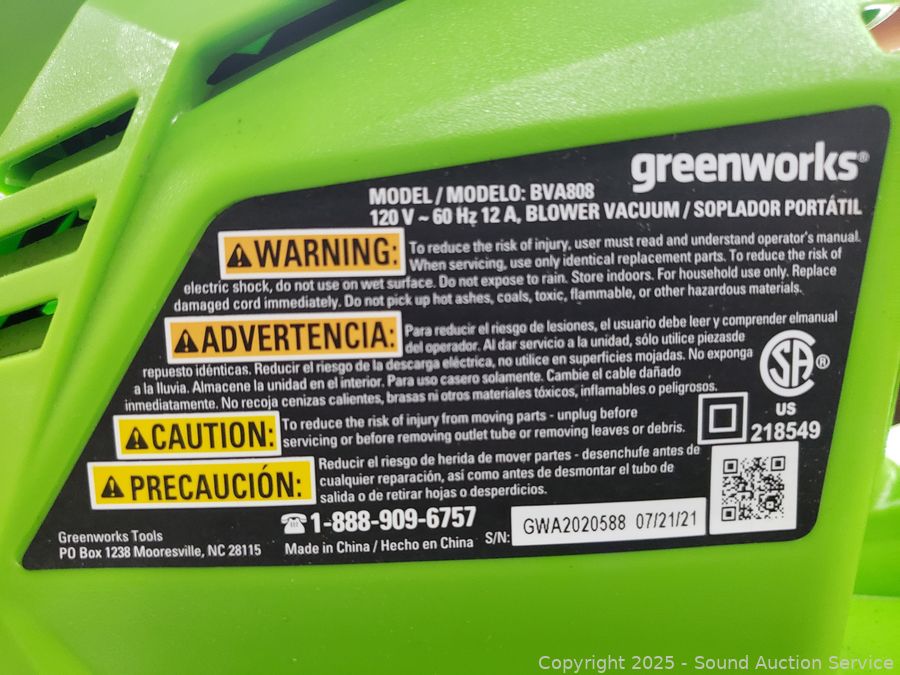 greenworks®
MODEL / MODELO: BVA808
120 V ~ 60 Hz 12 A, BLOWER VACUUM / SOPLADOR PORTÁTIL
WARNING: To reduce the risk of injury, user must read and understand operator's manual.
When servicing, use only identical replacement parts. To reduce the risk of
electric shock, do not use on wet surface. Do not expose to rain. Store indoors. For household use only. Replace
damaged cord immediately. Do not pick up hot ashes, coals, toxic, flammable, or other hazardous materials.
ADVERTENCIA: Para reducir el riesgo de lesiones, el usuario debe leer y comprender elmanual
del operador. Al dar servicio a la unidad, sólo utilice piezasde
repuesto idénticas. Reducir el riesgo de la descarga eléctrica, no utilice en superficies mojadas. No exponga
a la lluvia. Almacene la unidad en el interior. Para uso casero solamente. Cambie el cable dañado
inmediatamente. No recoja cenizas calientes, brasas ni otros materiales tóxicos, inflamables o peligrosos.
CSA®
US
218549
CAUTION: To reduce the risk of injury from moving parts - unplug before
servicing or before removing outlet tube or removing leaves or debris.
PRECAUCIÓN: Reducir el riesgo de herida de mover partes - desenchufe antes de
cualquier reparación, así como antes de desmontar el tubo de
salida o de retirar hojas o desperdicios.
Greenworks Tools
PO Box 1238 Mooresville, NC 28115
1-888-909-6757
Made in China / Hecho en China
S/N: GWA2020588 07/21/21
Copyright 2025 - Sound Auction Service